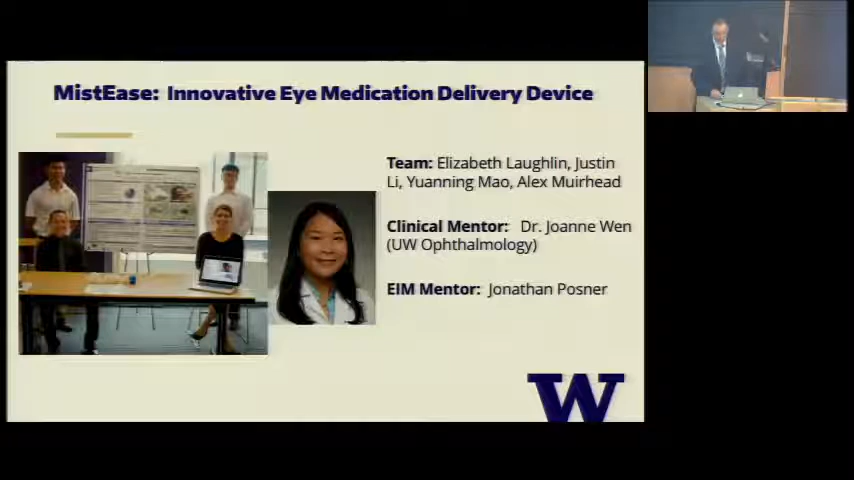 MistEase: Innovative Eye Medication Delivery Device
Team: Elizabeth Laughlin, Justin
Li, Yuanning Mao, Alex Muirhead
Clinical Mentor: Dr. Joanne Wen
(UW Ophthalmology)
EIM Mentor: Jonathan Posner
W